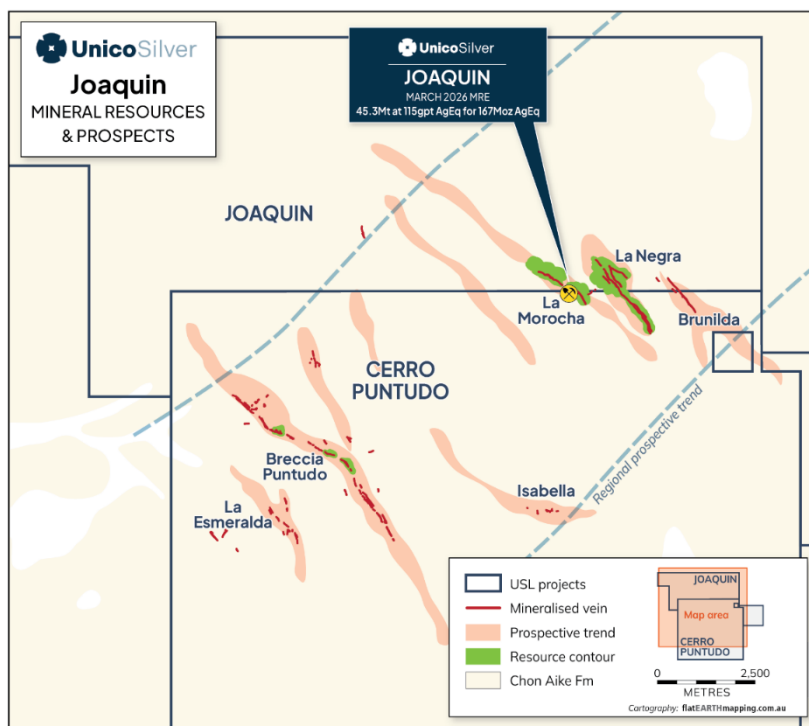 UnicoSilver
Joaquin
MINERAL RESOURCES
& PROSPECTS
UnicoSilver
JOAQUIN
MARCH 2026 MRE
45.3Mt at 115gpt AgEq for 167Moz AgEq
JOAQUIN
La Negra
La
Morocha
Brunilda
CERRO
PUNTUDO
Regional prospective trend
Breccia
Puntudo
La
Esmeralda
Isabella
USL projects
Mineralised vein
Prospective trend
Resource contour
Chon Aike Fm
JOAQUIN
Map area
CERRO
PUNTUDO
0 2,500
METRES
Cartography: flatEARTHmapping.com.au